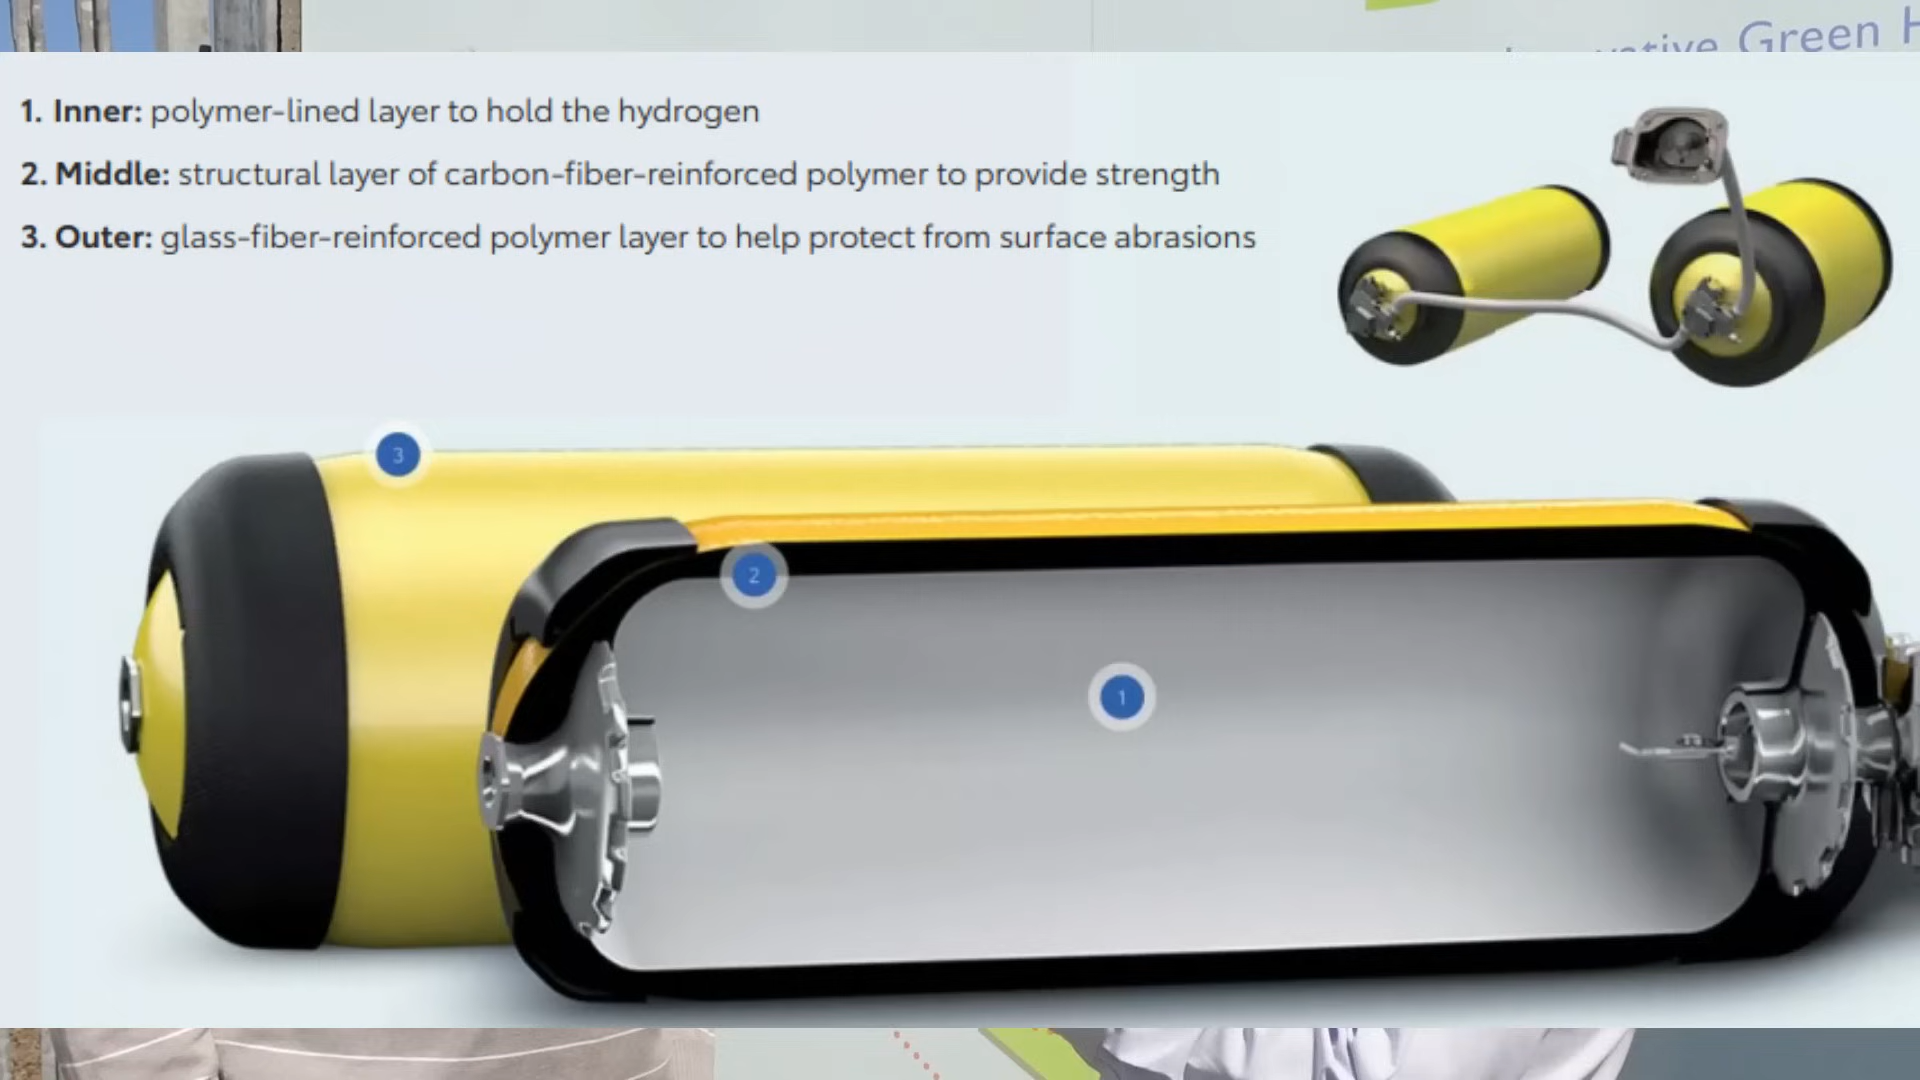 Green H
1. Inner: polymer-lined layer to hold the hydrogen
2. Middle: structural layer of carbon-fiber-reinforced polymer to provide strength
3. Outer: glass-fiber-reinforced polymer layer to help protect from surface abrasions
3
2
1